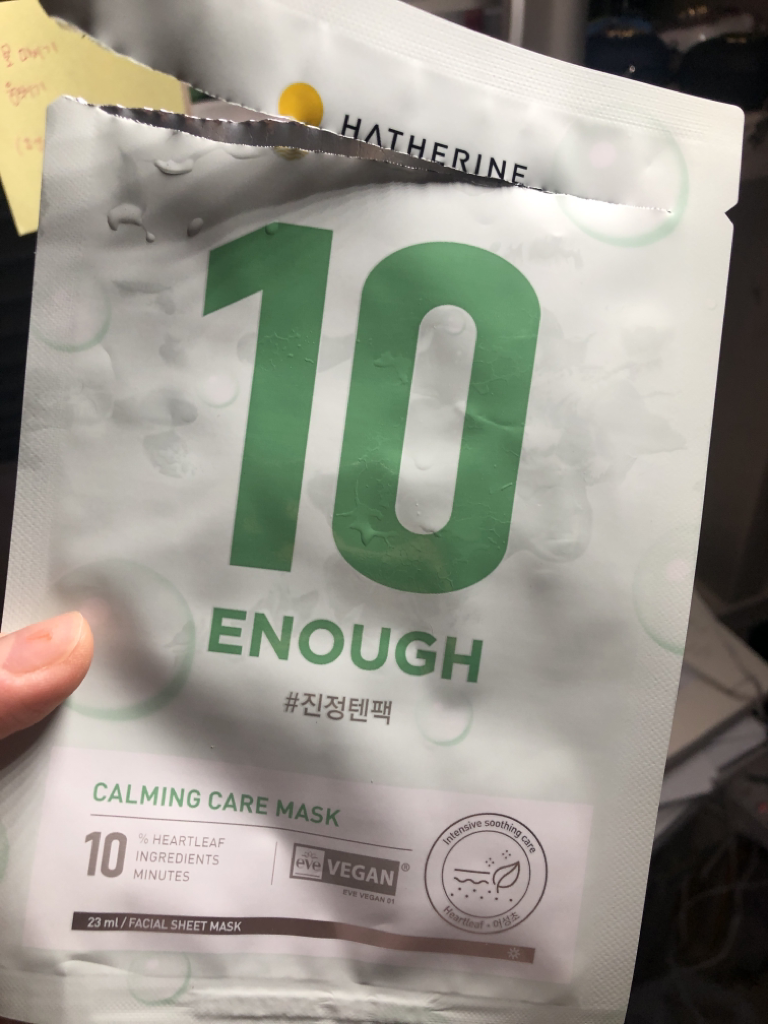 HATHERINE
10
ENOUGH
#진정텐팩
CALMING CARE MASK
10
% HEARTLEAF
INGREDIENTS
MINUTES
eve VEGAN®
EVE VEGAN 01
Intensive soothing care
Heartleaf · 어성초
23 ml / FACIAL SHEET MASK